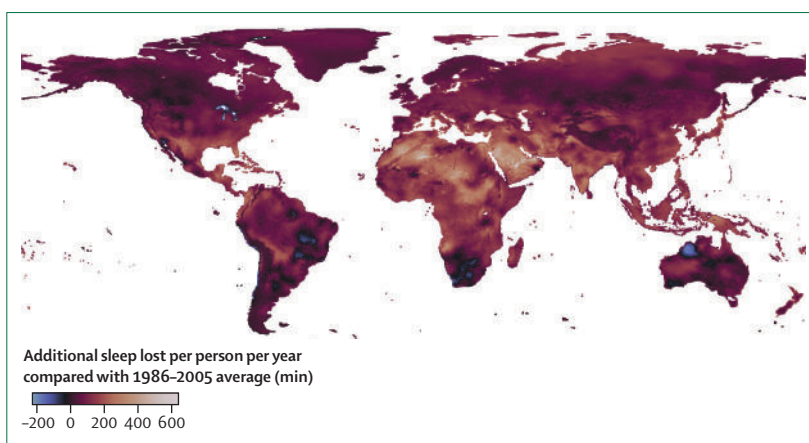 Additional sleep lost per person per year
compared with 1986–2005 average (min)
–200 0 200 400 600